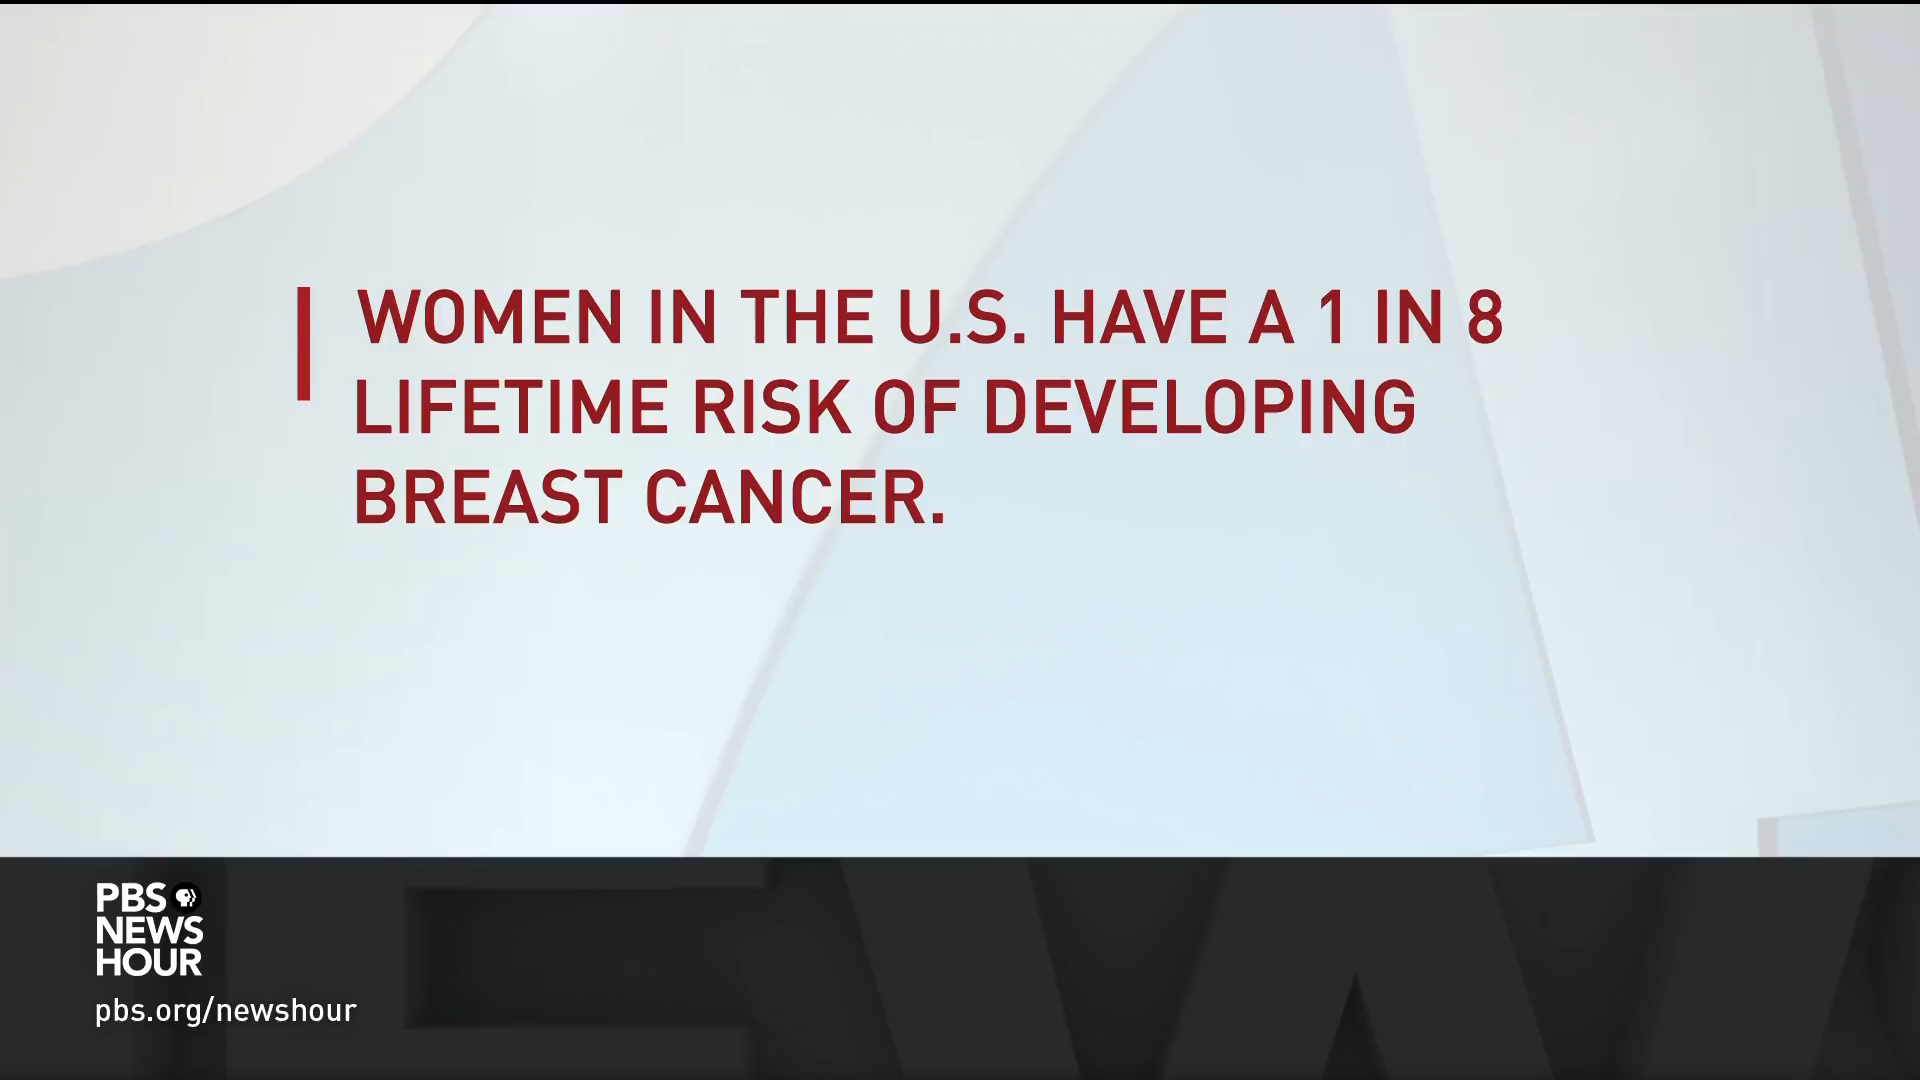 WOMEN IN THE U.S. HAVE A 1 IN 8
LIFETIME RISK OF DEVELOPING
BREAST CANCER.
PBS
NEWS
HOUR
pbs.org/newshour